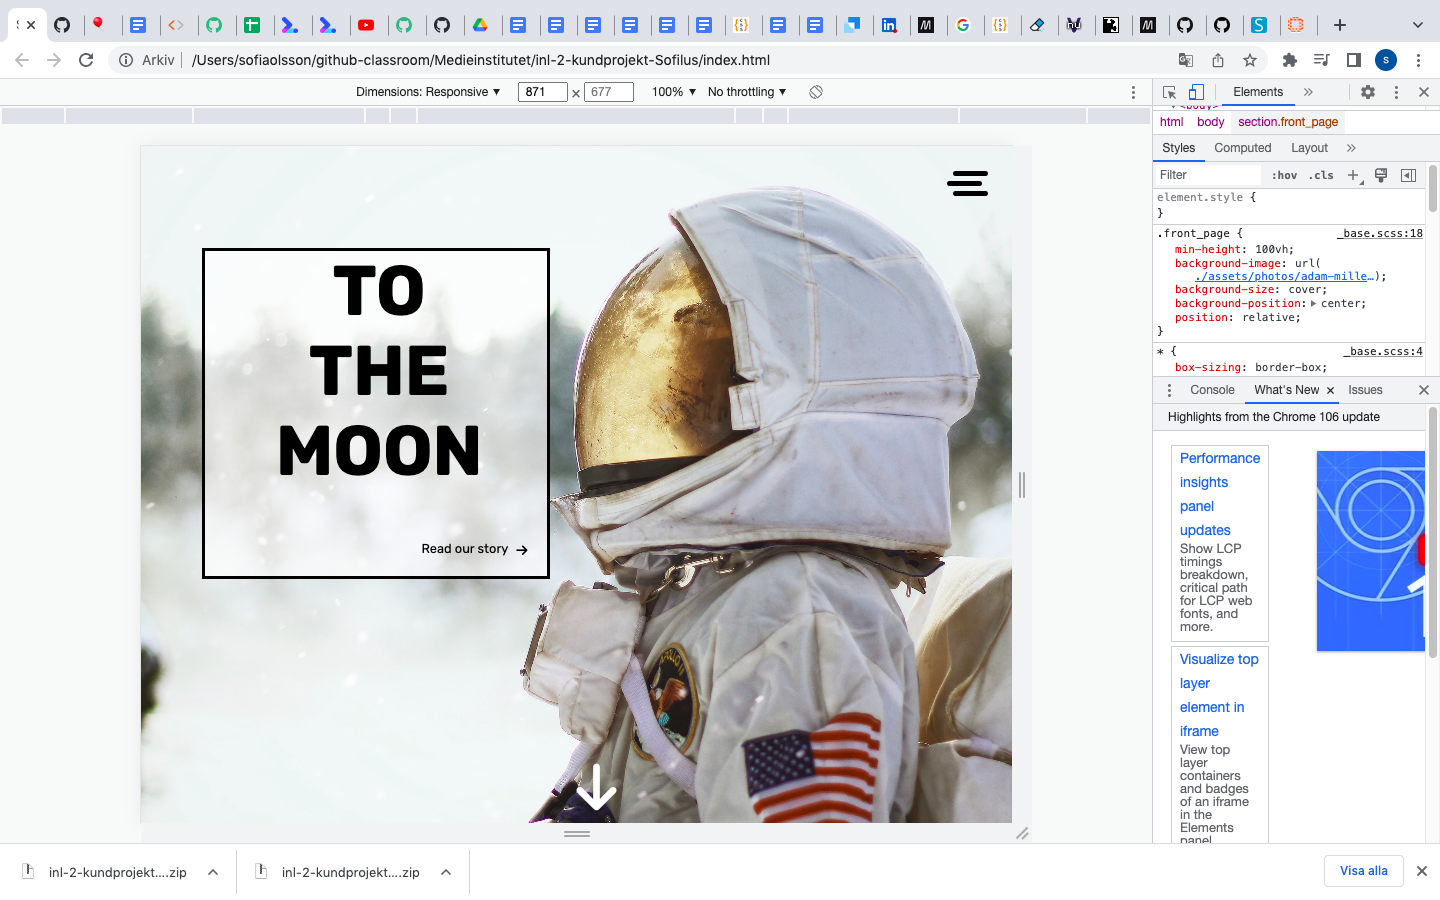 Arkiv
/Users/sofiaolsson/github-classroom/Medieinstitutet/inl-2-kundprojekt-Sofilus/index.html
S
Dimensions: Responsive ▼ 871 × 677 100% ▼ No throttling ▼
Elements
<body>
html body section.front_page
Styles Computed Layout
Filter :hov .cls
element.style {
}
.front_page { _base.scss:18
min-height: 100vh;
background-image: url(
./assets/photos/adam-mille…);
background-size: cover;
background-position: center;
position: relative;
}
* { _base.scss:4
box-sizing: border-box;
Console What's New Issues
Highlights from the Chrome 106 update
Performance
insights
panel
updates
Show LCP
timings
breakdown,
critical path
for LCP web
fonts, and
more.
Visualize top
layer
element in
iframe
View top
layer
containers
and badges
of an iframe
in the
Elements
panel.
TO
THE
MOON
Read our story
inl-2-kundprojekt....zip
inl-2-kundprojekt....zip
Visa alla